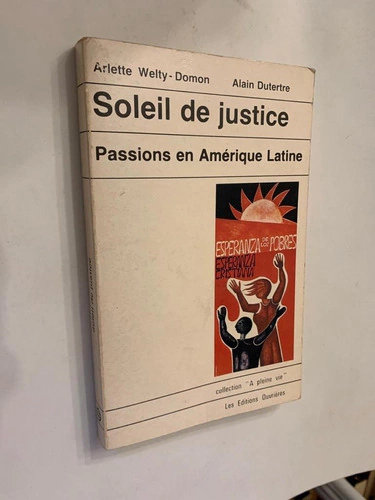 Arlette Welty-Domon Alain Dutertre
Soleil de justice
Passions en Amérique Latine
ESPERANZA DE LOS POBRES
ESPERANZA
CRISTIANA
collection "A pleine vie"
Les Editions Ouvrières